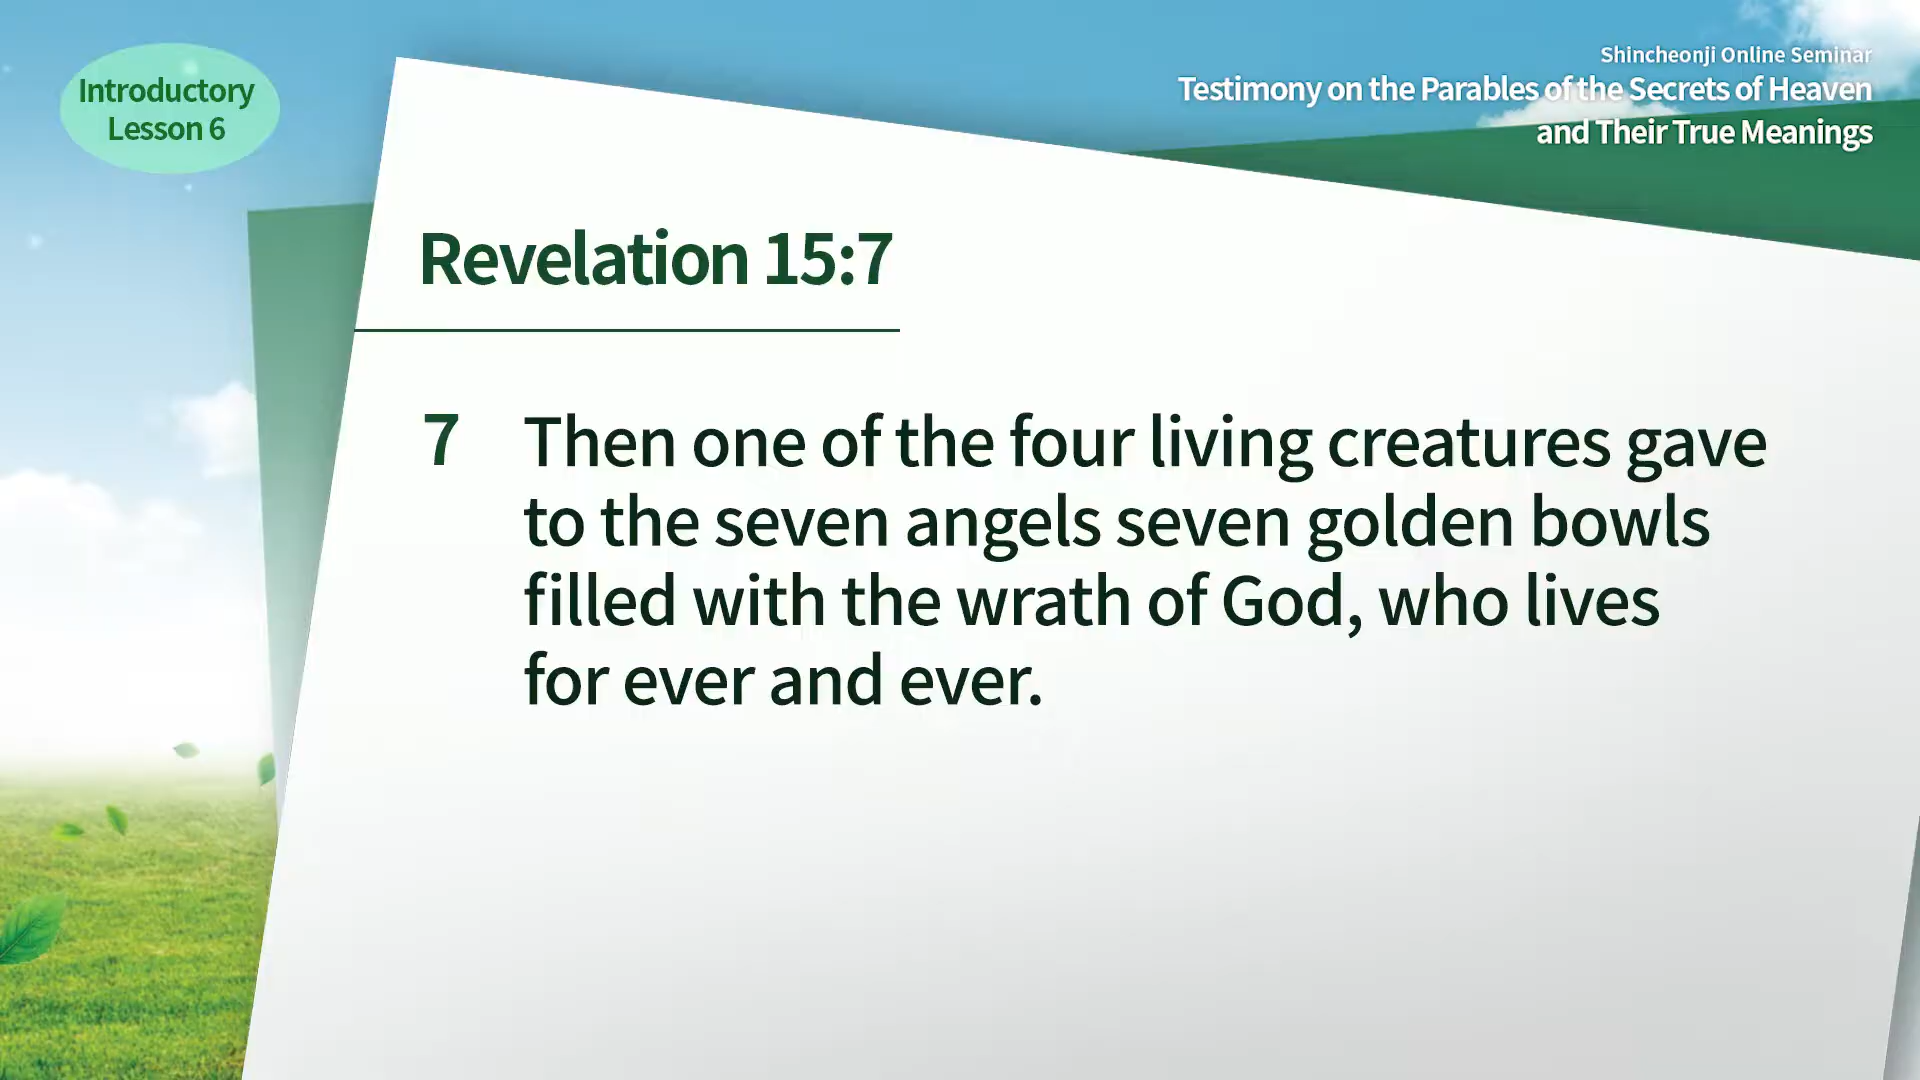 Introductory
Lesson 6
Shincheonji Online Seminar
Testimony on the Parables of the Secrets of Heaven
and Their True Meanings
Revelation 15:7
7 Then one of the four living creatures gave
to the seven angels seven golden bowls
filled with the wrath of God, who lives
for ever and ever.